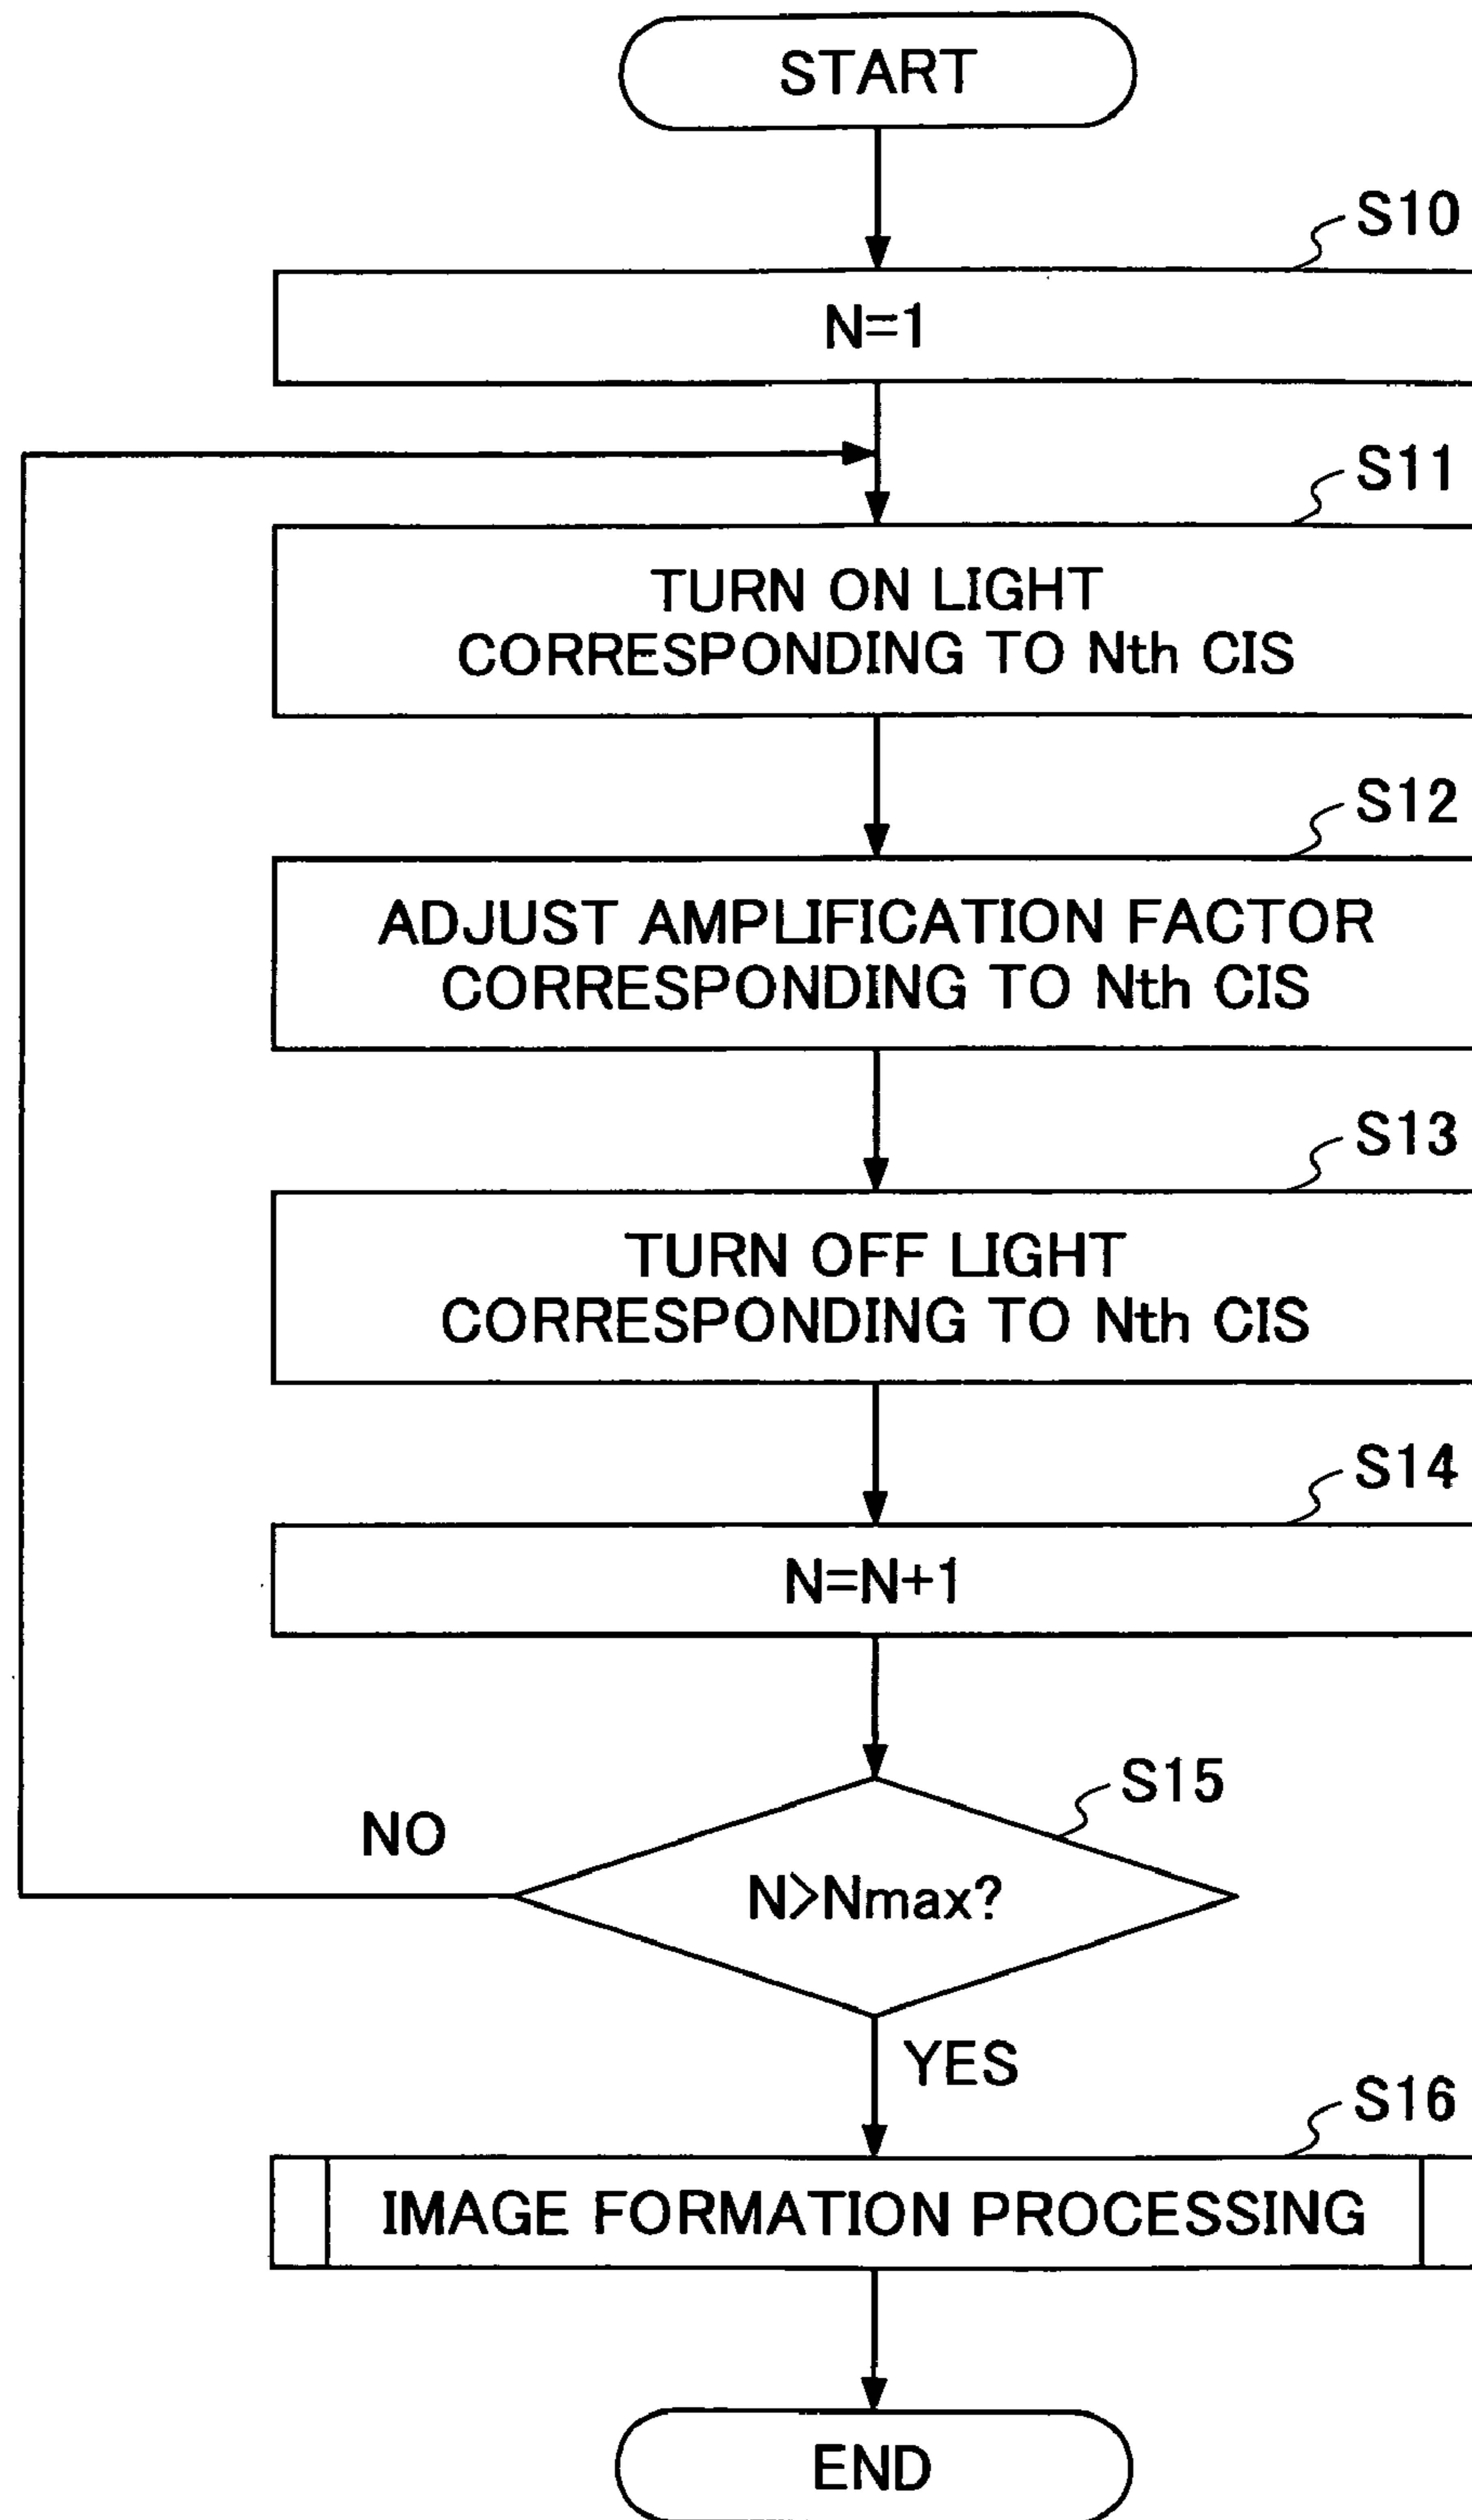 START
S10
N=1
S11
TURN ON LIGHT
CORRESPONDING TO Nth CIS
S12
ADJUST AMPLIFICATION FACTOR
CORRESPONDING TO Nth CIS
S13
TURN OFF LIGHT
CORRESPONDING TO Nth CIS
S14
N=N+1
S15
NO
N>Nmax?
YES
S16
IMAGE FORMATION PROCESSING
END